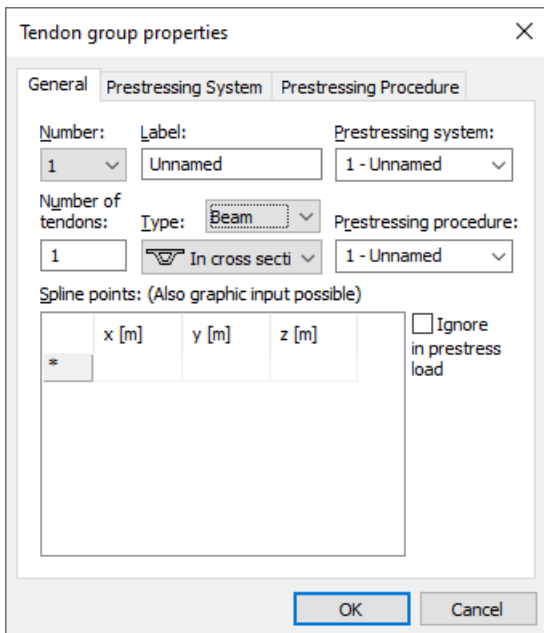 Tendon group properties
General Prestressing System Prestressing Procedure
Number: Label: Prestressing system:
1 Unnamed 1 - Unnamed
Number of
tendons: Type: Beam Prestressing procedure:
1 In cross secti 1 - Unnamed
Spline points: (Also graphic input possible)
x [m] y [m] z [m]
*
Ignore
in prestress
load
OK Cancel